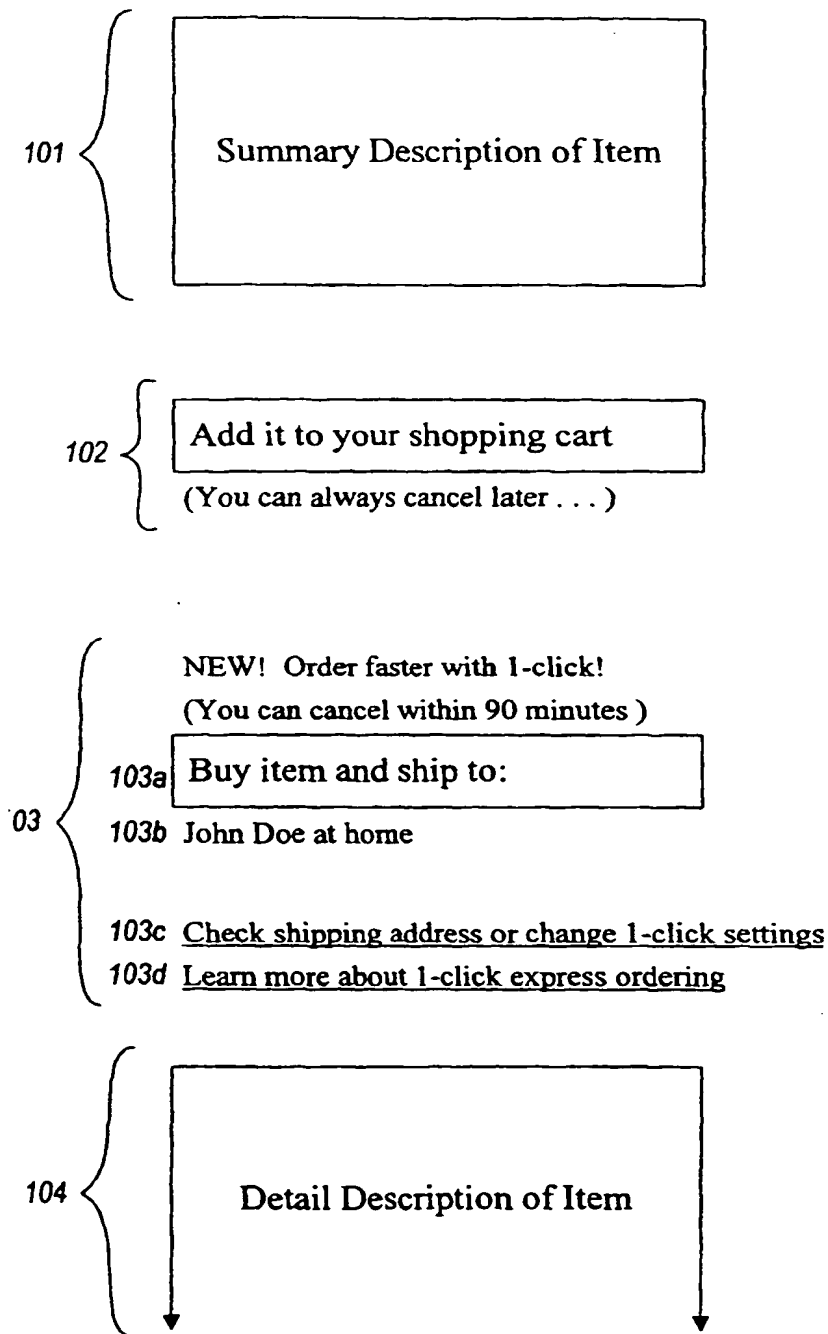 101 Summary Description of Item
102 Add it to your shopping cart
(You can always cancel later . . . )
NEW! Order faster with 1-click!
(You can cancel within 90 minutes )
103a Buy item and ship to:
03
103b John Doe at home
103c Check shipping address or change 1-click settings
103d Learn more about 1-click express ordering
104 Detail Description of Item